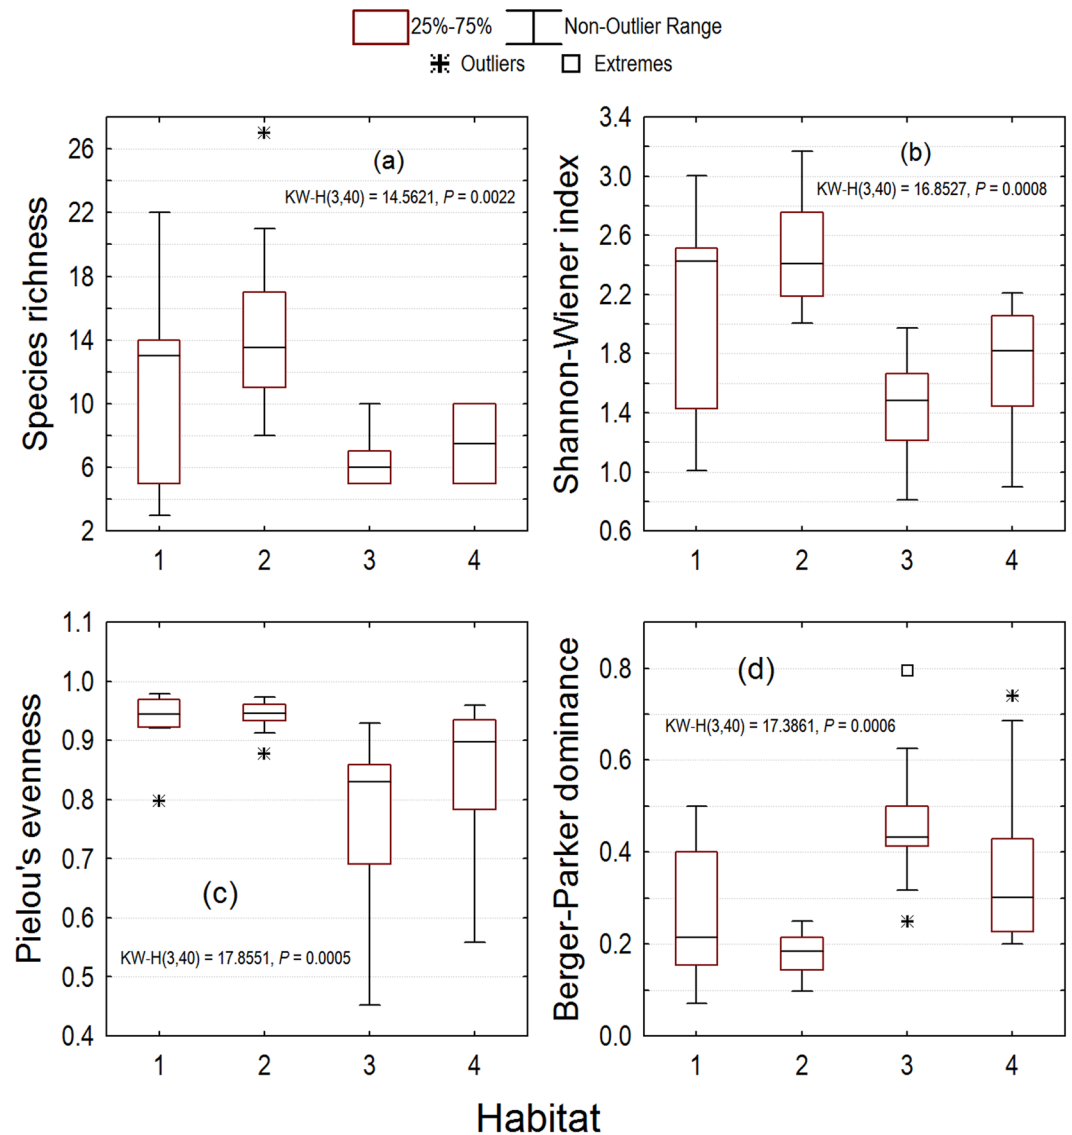 25%-75% Non-Outlier Range
Outliers Extremes
Species richness
26
22
18
14
10
6
2
(a)
KW-H(3,40) = 14.5621, P = 0.0022
1 2 3 4
Shannon-Wiener index
3.4
3.0
2.6
2.2
1.8
1.4
1.0
0.6
(b)
KW-H(3,40) = 16.8527, P = 0.0008
1 2 3 4
Pielou's evenness
1.1
1.0
0.9
0.8
0.7
0.6
0.5
0.4
(c)
KW-H(3,40) = 17.8551, P = 0.0005
1 2 3 4
Berger-Parker dominance
0.8
0.6
0.4
0.2
0.0
(d)
KW-H(3,40) = 17.3861, P = 0.0006
1 2 3 4
Habitat